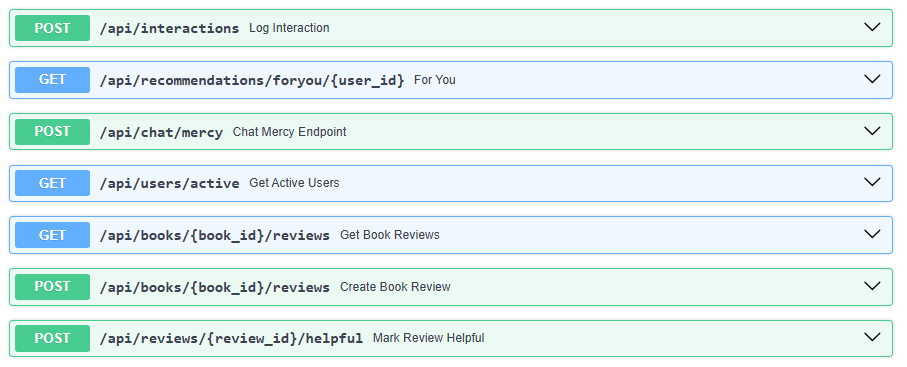 POST /api/interactions Log Interaction
GET /api/recommendations/foryou/{user_id} For You
POST /api/chat/mercy Chat Mercy Endpoint
GET /api/users/active Get Active Users
GET /api/books/{book_id}/reviews Get Book Reviews
POST /api/books/{book_id}/reviews Create Book Review
POST /api/reviews/{review_id}/helpful Mark Review Helpful